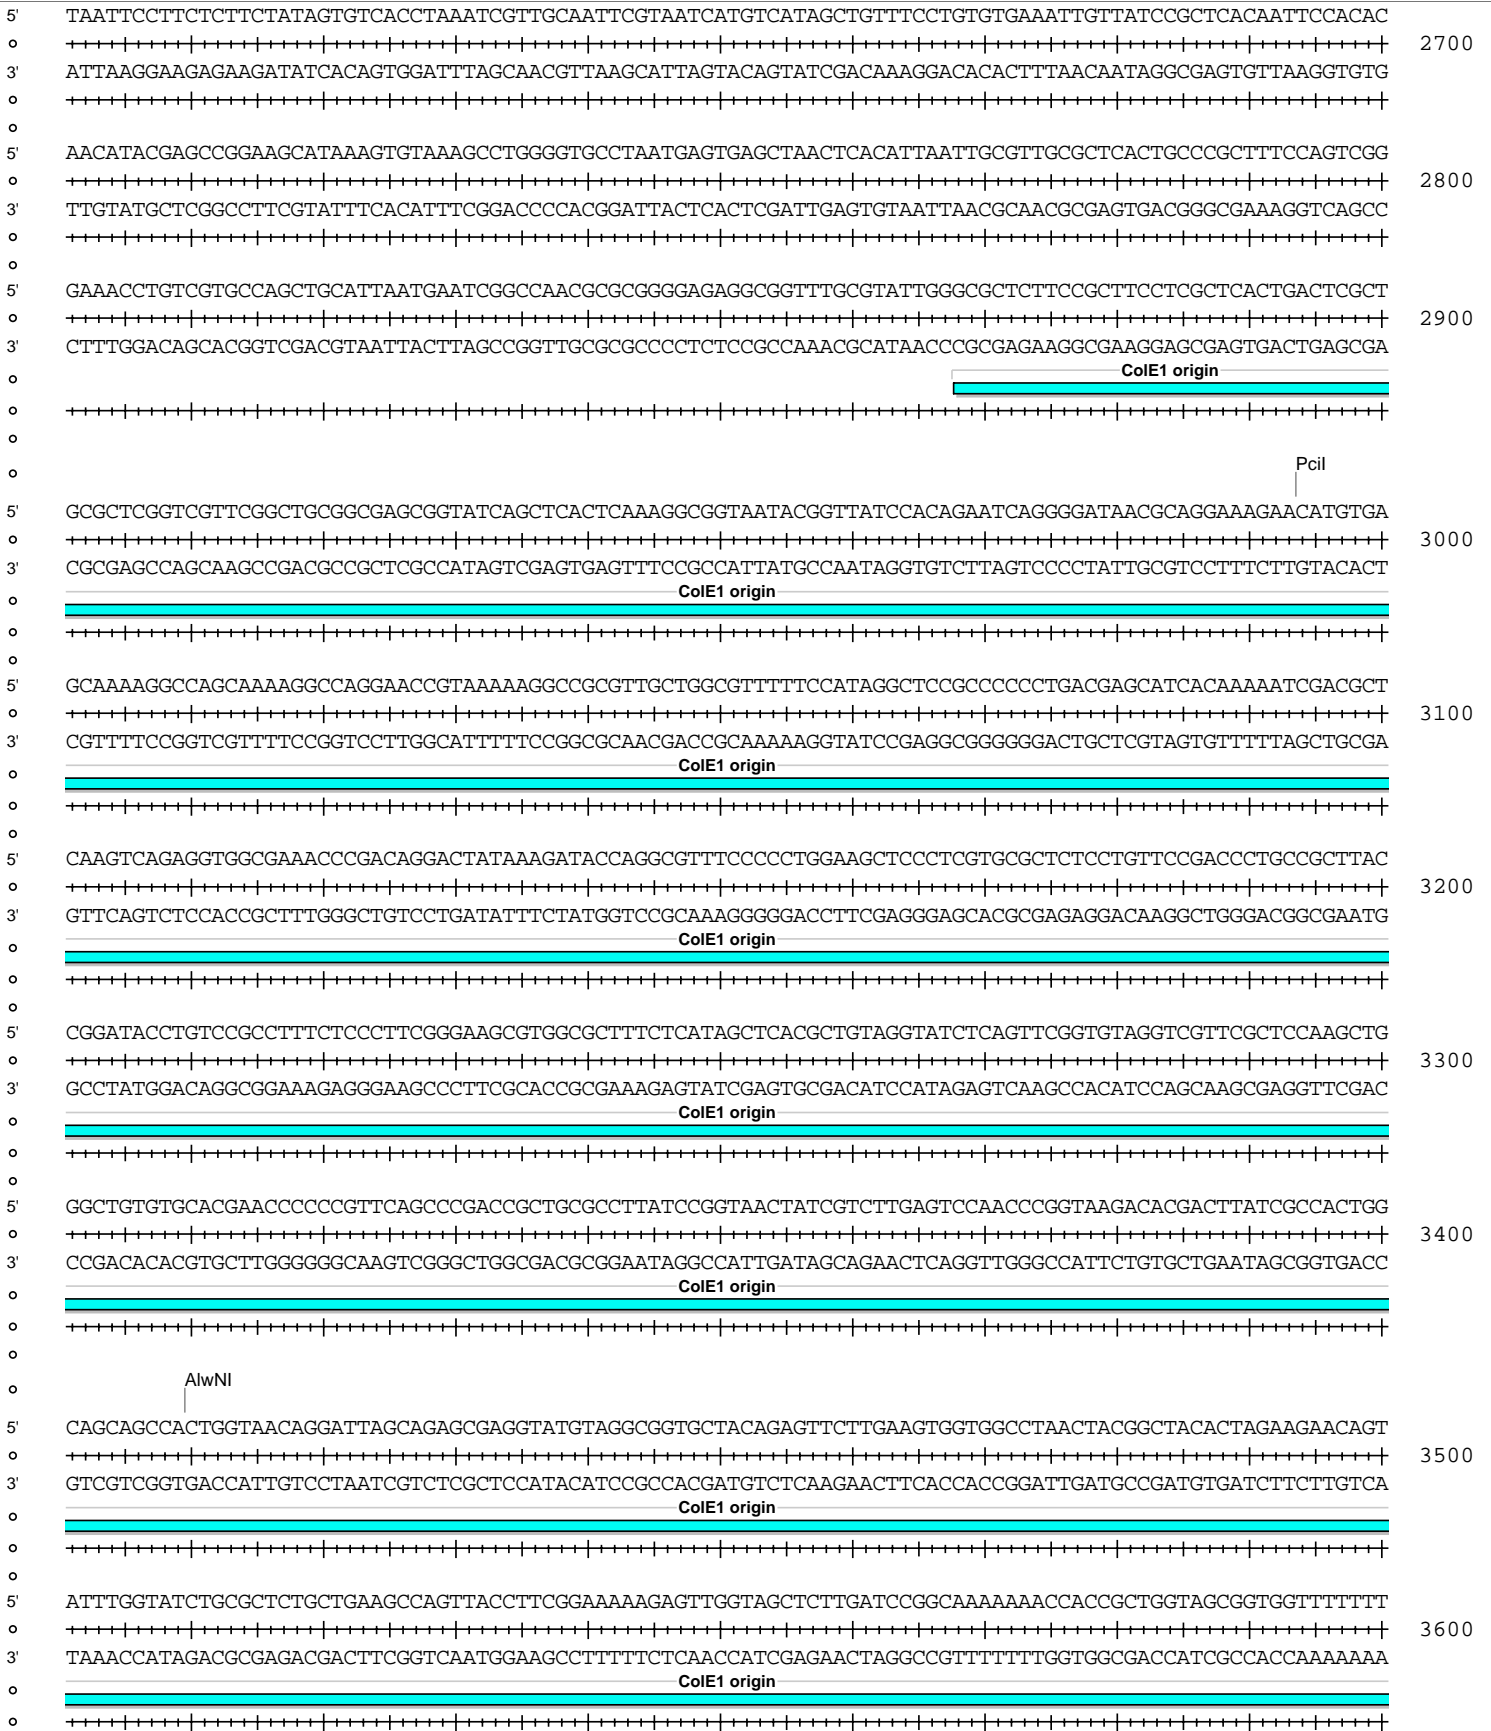 5' TAATTCCTTCTCTTCTATAGTGTCACCTAAATCGTTGCAATTCGTAATCATGTCATAGCTGTTTCCTGTGTGAAATTGTTATCCGCTCACAATTCCACAC
2700
3' ATTAAGGAAGAGAAGATATCACAGTGGATTTAGCAACGTTAAGCATTAGTACAGTATCGACAAAGGACACACTTTAACAATAGGCGAGTGTTAAGGTGTG
5' AACATACGAGCCGGAAGCATAAAGTGTAAAGCCTGGGGTGCCTAATGAGTGAGCTAACTCACATTAATTGCGTTGCGCTCACTGCCCGCTTTCCAGTCGG
2800
3' TTGTATGCTCGGCCTTCGTATTTCACATTTCGGACCCCACGGATTACTCACTCGATTGAGTGTAATTAACGCAACGCGAGTGACGGGCGAAAGGTCAGCC
5' GAAACCTGTCGTGCCAGCTGCATTAATGAATCGGCCAACGCGCGGGGAGAGGCGGTTTGCGTATTGGGCGCTCTTCCGCTTCCTCGCTCACTGACTCGCT
2900
3' CTTTGGACAGCACGGTCGACGTAATTACTTAGCCGGTTGCGCGCCCCTCTCCGCCAAACGCATAACCCGCGAGAAGGCGAAGGAGCGAGTGACTGAGCGA
ColE1 origin
PciI
5' GCGCTCGGTCGTTCGGCTGCGGCGAGCGGTATCAGCTCACTCAAAGGCGGTAATACGGTTATCCACAGAATCAGGGGATAACGCAGGAAAGAACATGTGA
3000
3' CGCGAGCCAGCAAGCCGACGCCGCTCGCCATAGTCGAGTGAGTTTCCGCCATTATGCCAATAGGTGTCTTAGTCCCCTATTGCGTCCTTTCTTGTACACT
ColE1 origin
5' GCAAAAGGCCAGCAAAAGGCCAGGAACCGTAAAAAGGCCGCGTTGCTGGCGTTTTTCCATAGGCTCCGCCCCCCTGACGAGCATCACAAAAATCGACGCT
3100
3' CGTTTTCCGGTCGTTTTCCGGTCCTTGGCATTTTTCCGGCGCAACGACCGCAAAAAGGTATCCGAGGCGGGGGGACTGCTCGTAGTGTTTTTAGCTGCGA
ColE1 origin
5' CAAGTCAGAGGTGGCGAAACCCGACAGGACTATAAAGATACCAGGCGTTTCCCCCTGGAAGCTCCCTCGTGCGCTCTCCTGTTCCGACCCTGCCGCTTAC
3200
3' GTTCAGTCTCCACCGCTTTGGGCTGTCCTGATATTTCTATGGTCCGCAAAGGGGGACCTTCGAGGGAGCACGCGAGAGGACAAGGCTGGGACGGCGAATG
ColE1 origin
5' CGGATACCTGTCCGCCTTTCTCCCTTCGGGAAGCGTGGCGCTTTCTCATAGCTCACGCTGTAGGTATCTCAGTTCGGTGTAGGTCGTTCGCTCCAAGCTG
3300
3' GCCTATGGACAGGCGGAAAGAGGGAAGCCCTTCGCACCGCGAAAGAGTATCGAGTGCGACATCCATAGAGTCAAGCCACATCCAGCAAGCGAGGTTCGAC
ColE1 origin
5' GGCTGTGTGCACGAACCCCCCGTTCAGCCCGACCGCTGCGCCTTATCCGGTAACTATCGTCTTGAGTCCAACCCGGTAAGACACGACTTATCGCCACTGG
3400
3' CCGACACACGTGCTTGGGGGGCAAGTCGGGCTGGCGACGCGGAATAGGCCATTGATAGCAGAACTCAGGTTGGGCCATTCTGTGCTGAATAGCGGTGACC
ColE1 origin
AlwNI
5' CAGCAGCCACTGGTAACAGGATTAGCAGAGCGAGGTATGTAGGCGGTGCTACAGAGTTCTTGAAGTGGTGGCCTAACTACGGCTACACTAGAAGAACAGT
3500
3' GTCGTCGGTGACCATTGTCCTAATCGTCTCGCTCCATACATCCGCCACGATGTCTCAAGAACTTCACCACCGGATTGATGCCGATGTGATCTTCTTGTCA
ColE1 origin
5' ATTTGGTATCTGCGCTCTGCTGAAGCCAGTTACCTTCGGAAAAAGAGTTGGTAGCTCTTGATCCGGCAAAAAAACCACCGCTGGTAGCGGTGGTTTTTTT
3600
3' TAAACCATAGACGCGAGACGACTTCGGTCAATGGAAGCCTTTTTCTCAACCATCGAGAACTAGGCCGTTTTTTTGGTGGCGACCATCGCCACCAAAAAAA
ColE1 origin